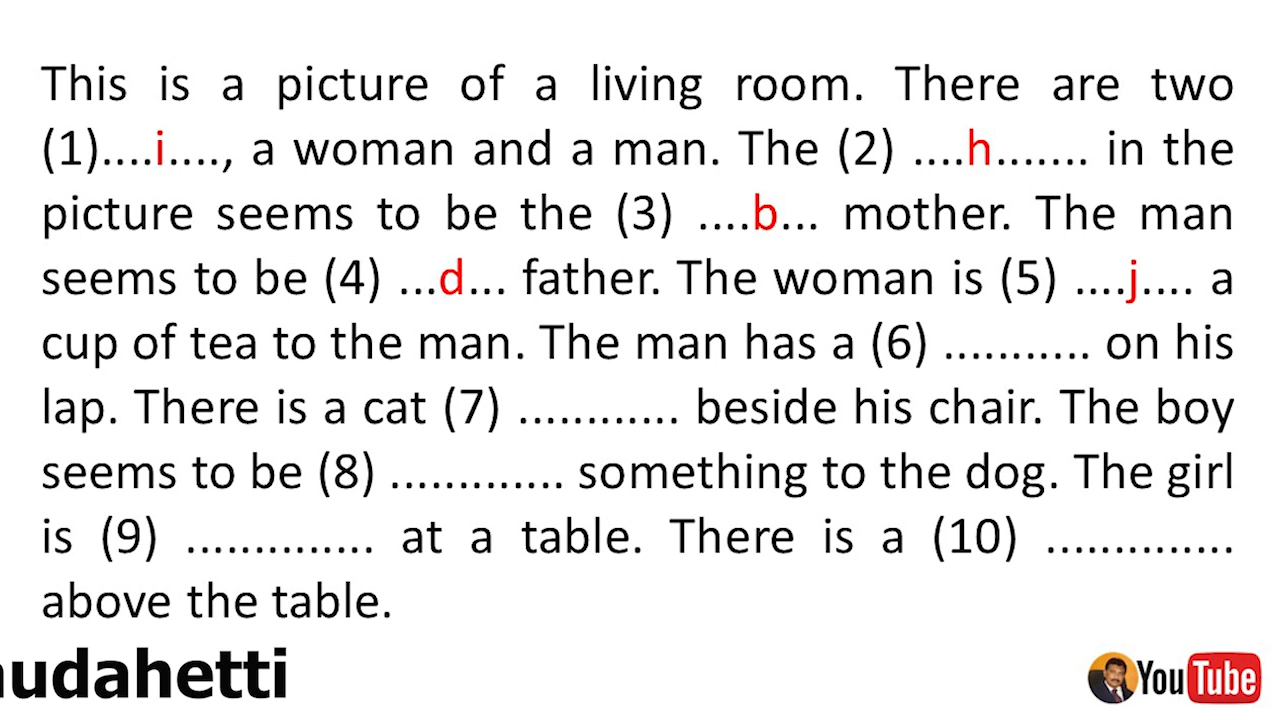 This is a picture of a living room. There are two
(1)....i...., a woman and a man. The (2) ....h....... in the
picture seems to be the (3) ....b... mother. The man
seems to be (4) ...d... father. The woman is (5) ....j.... a
cup of tea to the man. The man has a (6) ........... on his
lap. There is a cat (7) ............ beside his chair. The boy
seems to be (8) ............. something to the dog. The girl
is (9) .............. at a table. There is a (10) ..............
above the table.
udahetti
YouTube